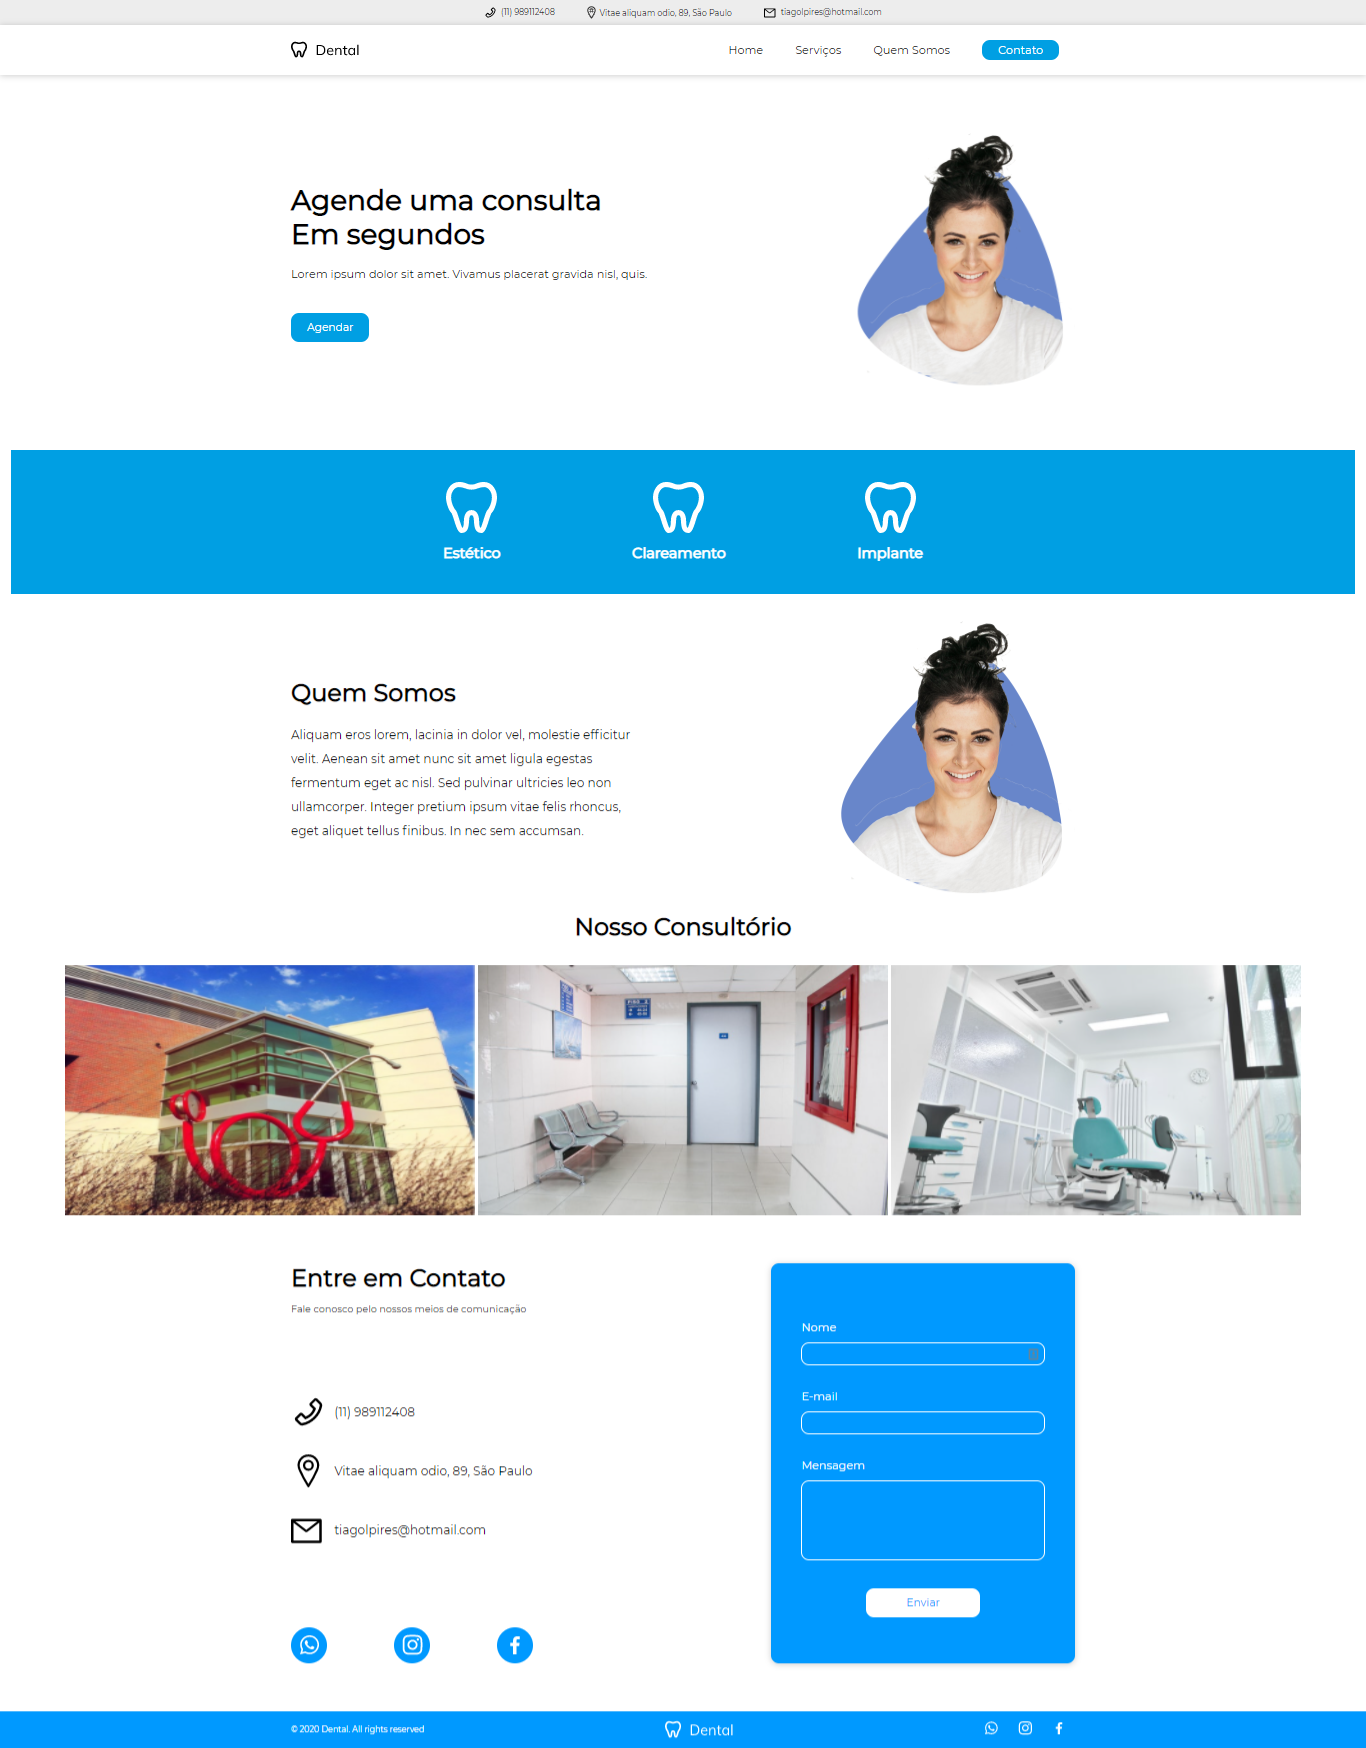 (11) 989112408
Vitae aliquam odio, 89, São Paulo
tiagolpires@hotmail.com
Dental
Home
Serviços
Quem Somos
Contato
Agende uma consulta
Em segundos
Lorem ipsum dolor sit amet. Vivamus placerat gravida nisl, quis.
Agendar
Estético
Clareamento
Implante
Quem Somos
Aliquam eros lorem, lacinia in dolor vel, molestie efficitur
velit. Aenean sit amet nunc sit amet ligula egestas
fermentum eget ac nisl. Sed pulvinar ultricies leo non
ullamcorper. Integer pretium ipsum vitae felis rhoncus,
eget aliquet tellus finibus. In nec sem accumsan.
Nosso Consultório
Entre em Contato
Fale conosco pelo nossos meios de comunicação
(11) 989112408
Vitae aliquam odio, 89, São Paulo
tiagolpires@hotmail.com
Nome
E-mail
Mensagem
Enviar
© 2020 Dental. All rights reserved
Dental